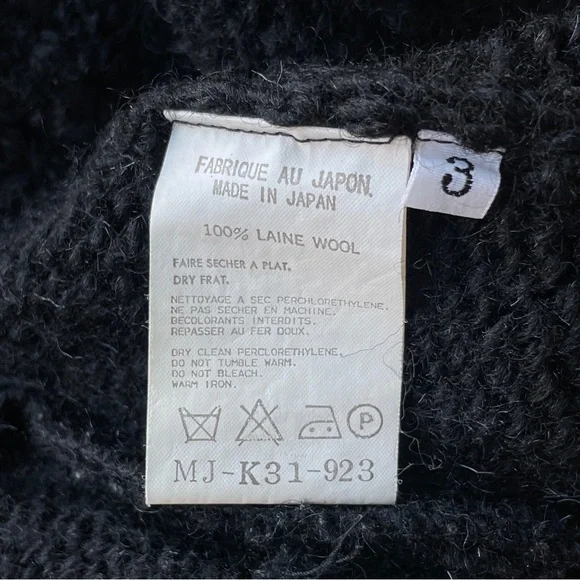 FABRIQUE AU JAPON.
MADE IN JAPAN
3
100% LAINE WOOL
FAIRE SECHER A PLAT.
DRY FRAT.
NETTOYAGE A SEC PERCHLORETHYLENE.
NE PAS SECHER EN MACHINE.
DECOLORANTS INTERDITS.
REPASSER AU FER DOUX.
DRY CLEAN PERCLORETHYLENE.
DO NOT TUMBLE WARM.
DO NOT BLEACH.
WARM IRON.
P
MJ-K31-923